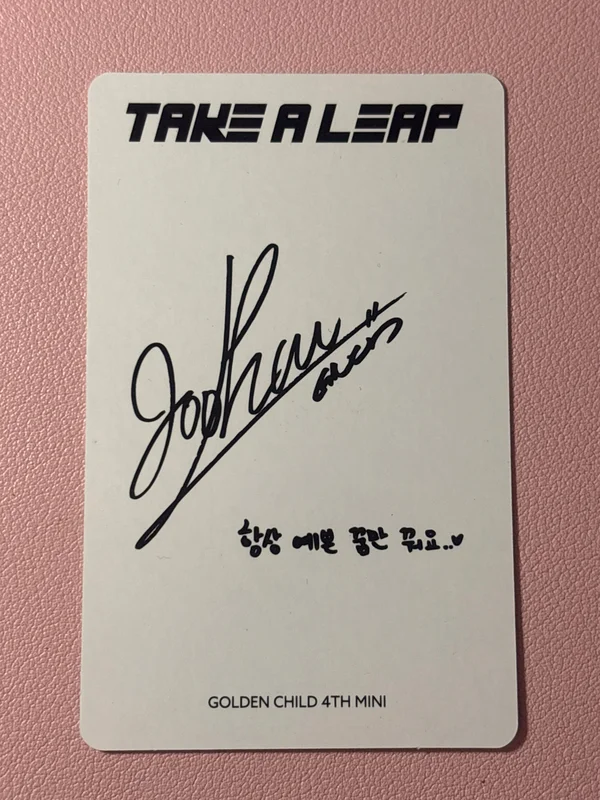 TAKE A LEAP
Joochan
항상 예쁜 꿈만 꿔요..♥
GOLDEN CHILD 4TH MINI